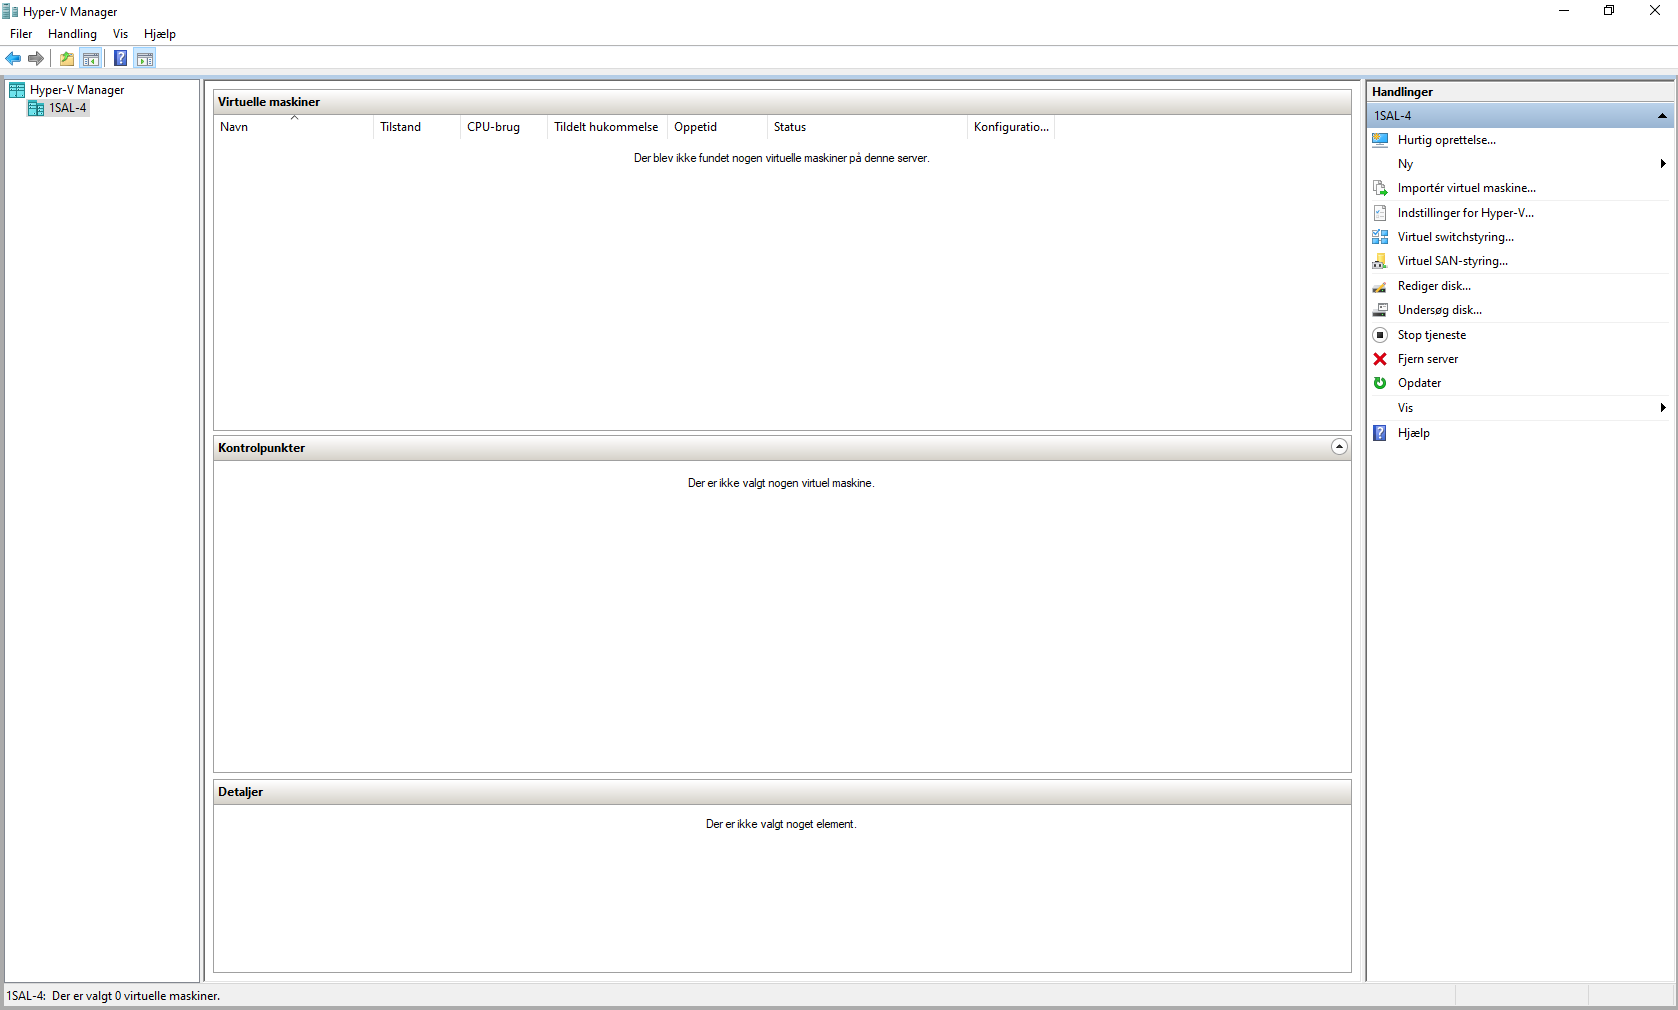 Hyper-V Manager
Filer Handling Vis Hjælp
Hyper-V Manager
1SAL-4
Virtuelle maskiner
Navn Tilstand CPU-brug Tildelt hukommelse Oppetid Status Konfiguratio...
Der blev ikke fundet nogen virtuelle maskiner på denne server.
Kontrolpunkter
Der er ikke valgt nogen virtuel maskine.
Detaljer
Der er ikke valgt noget element.
Handlinger
1SAL-4
Hurtig oprettelse...
Ny
Importér virtuel maskine...
Indstillinger for Hyper-V...
Virtuel switchstyring...
Virtuel SAN-styring...
Rediger disk...
Undersøg disk...
Stop tjeneste
Fjern server
Opdater
Vis
Hjælp
1SAL-4: Der er valgt 0 virtuelle maskiner.